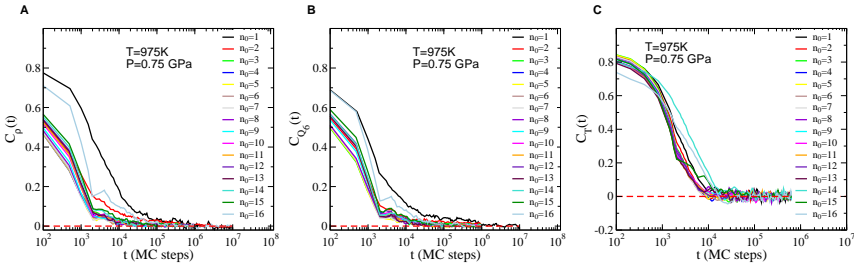 A
T=975K
P=0.75 GPa
n0=1
n0=2
n0=3
n0=4
n0=5
n0=6
n0=7
n0=8
n0=9
n0=10
n0=11
n0=12
n0=13
n0=14
n0=15
n0=16
Cρ(t)
1
0.8
0.6
0.4
0.2
0
10^2 10^3 10^4 10^5 10^6 10^7 10^8
t (MC steps)
B
T=975K
P=0.75 GPa
n0=1
n0=2
n0=3
n0=4
n0=5
n0=6
n0=7
n0=8
n0=9
n0=10
n0=11
n0=12
n0=13
n0=14
n0=15
n0=16
CQ6(t)
1
0.8
0.6
0.4
0.2
0
10^2 10^3 10^4 10^5 10^6 10^7 10^8
t (MC steps)
C
T=975K
P=0.75 GPa
n0=1
n0=2
n0=3
n0=4
n0=5
n0=6
n0=7
n0=8
n0=9
n0=10
n0=11
n0=12
n0=13
n0=14
n0=15
n0=16
CT(t)
1
0.8
0.6
0.4
0.2
0
10^2 10^3 10^4 10^5 10^6 10^7
t (MC steps)